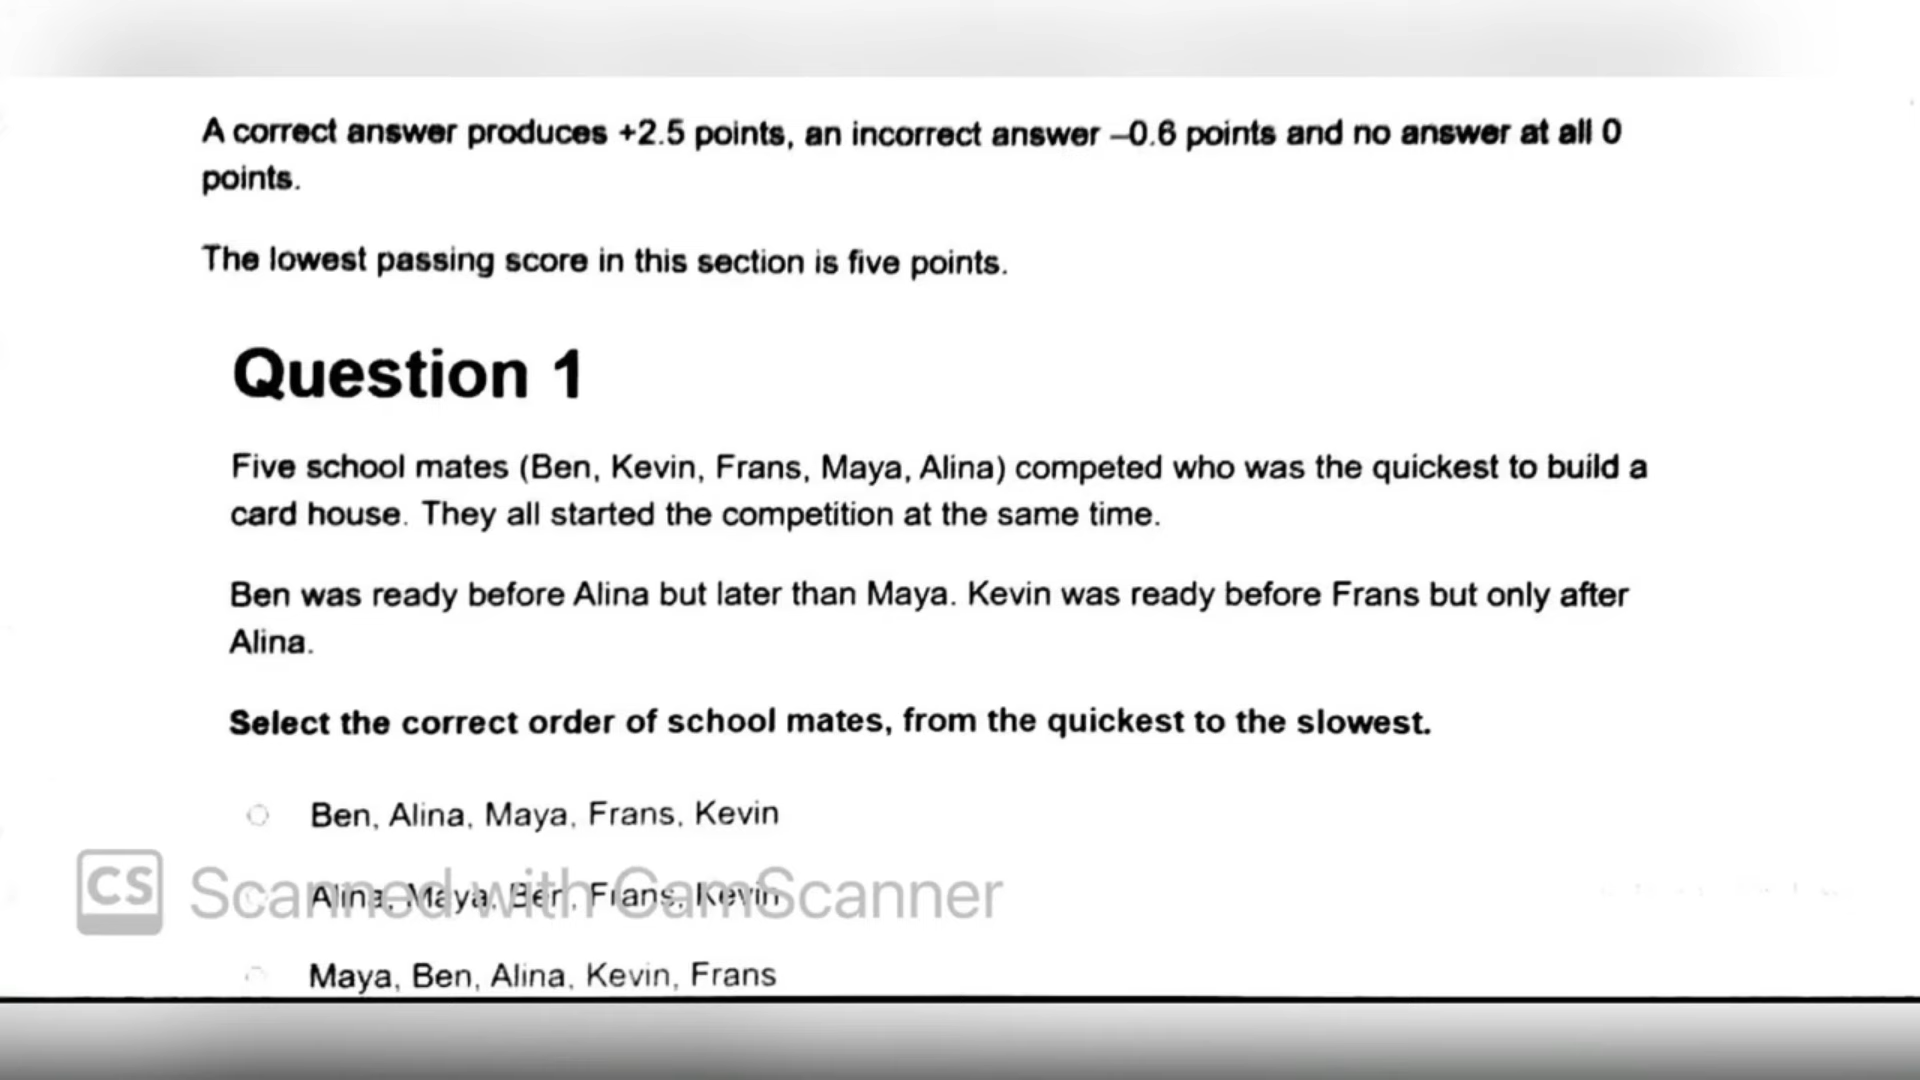 A correct answer produces +2.5 points, an incorrect answer –0.6 points and no answer at all 0
points.
The lowest passing score in this section is five points.
Question 1
Five school mates (Ben, Kevin, Frans, Maya, Alina) competed who was the quickest to build a
card house. They all started the competition at the same time.
Ben was ready before Alina but later than Maya. Kevin was ready before Frans but only after
Alina.
Select the correct order of school mates, from the quickest to the slowest.
Ben, Alina, Maya, Frans, Kevin
Alina, Maya, Ben, Frans, Kevin
CS Scanned with CamScanner
Maya, Ben, Alina, Kevin, Frans